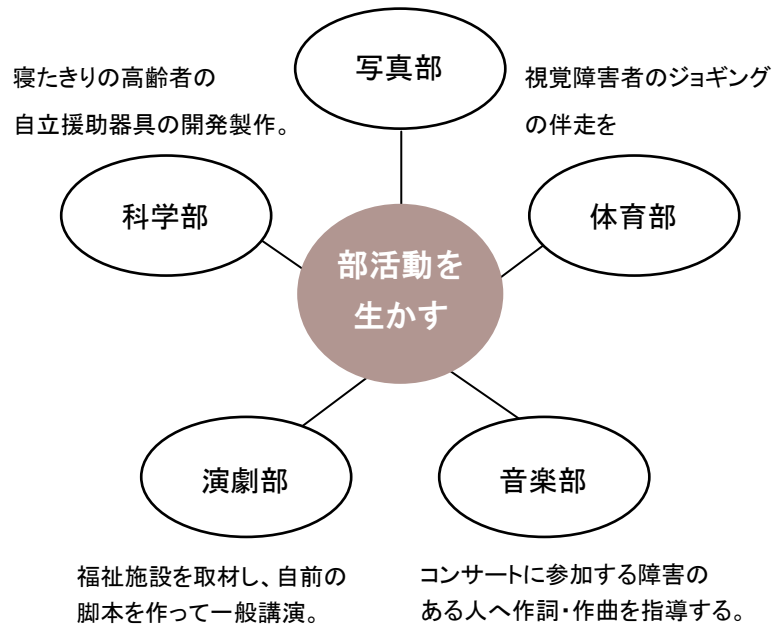 写真部
寝たきりの高齢者の
自立援助器具の開発製作。
視覚障害者のジョギング
の伴走を
科学部
体育部
部活動を
生かす
演劇部
音楽部
福祉施設を取材し、自前の
脚本を作って一般講演。
コンサートに参加する障害の
ある人へ作詞・作曲を指導する。